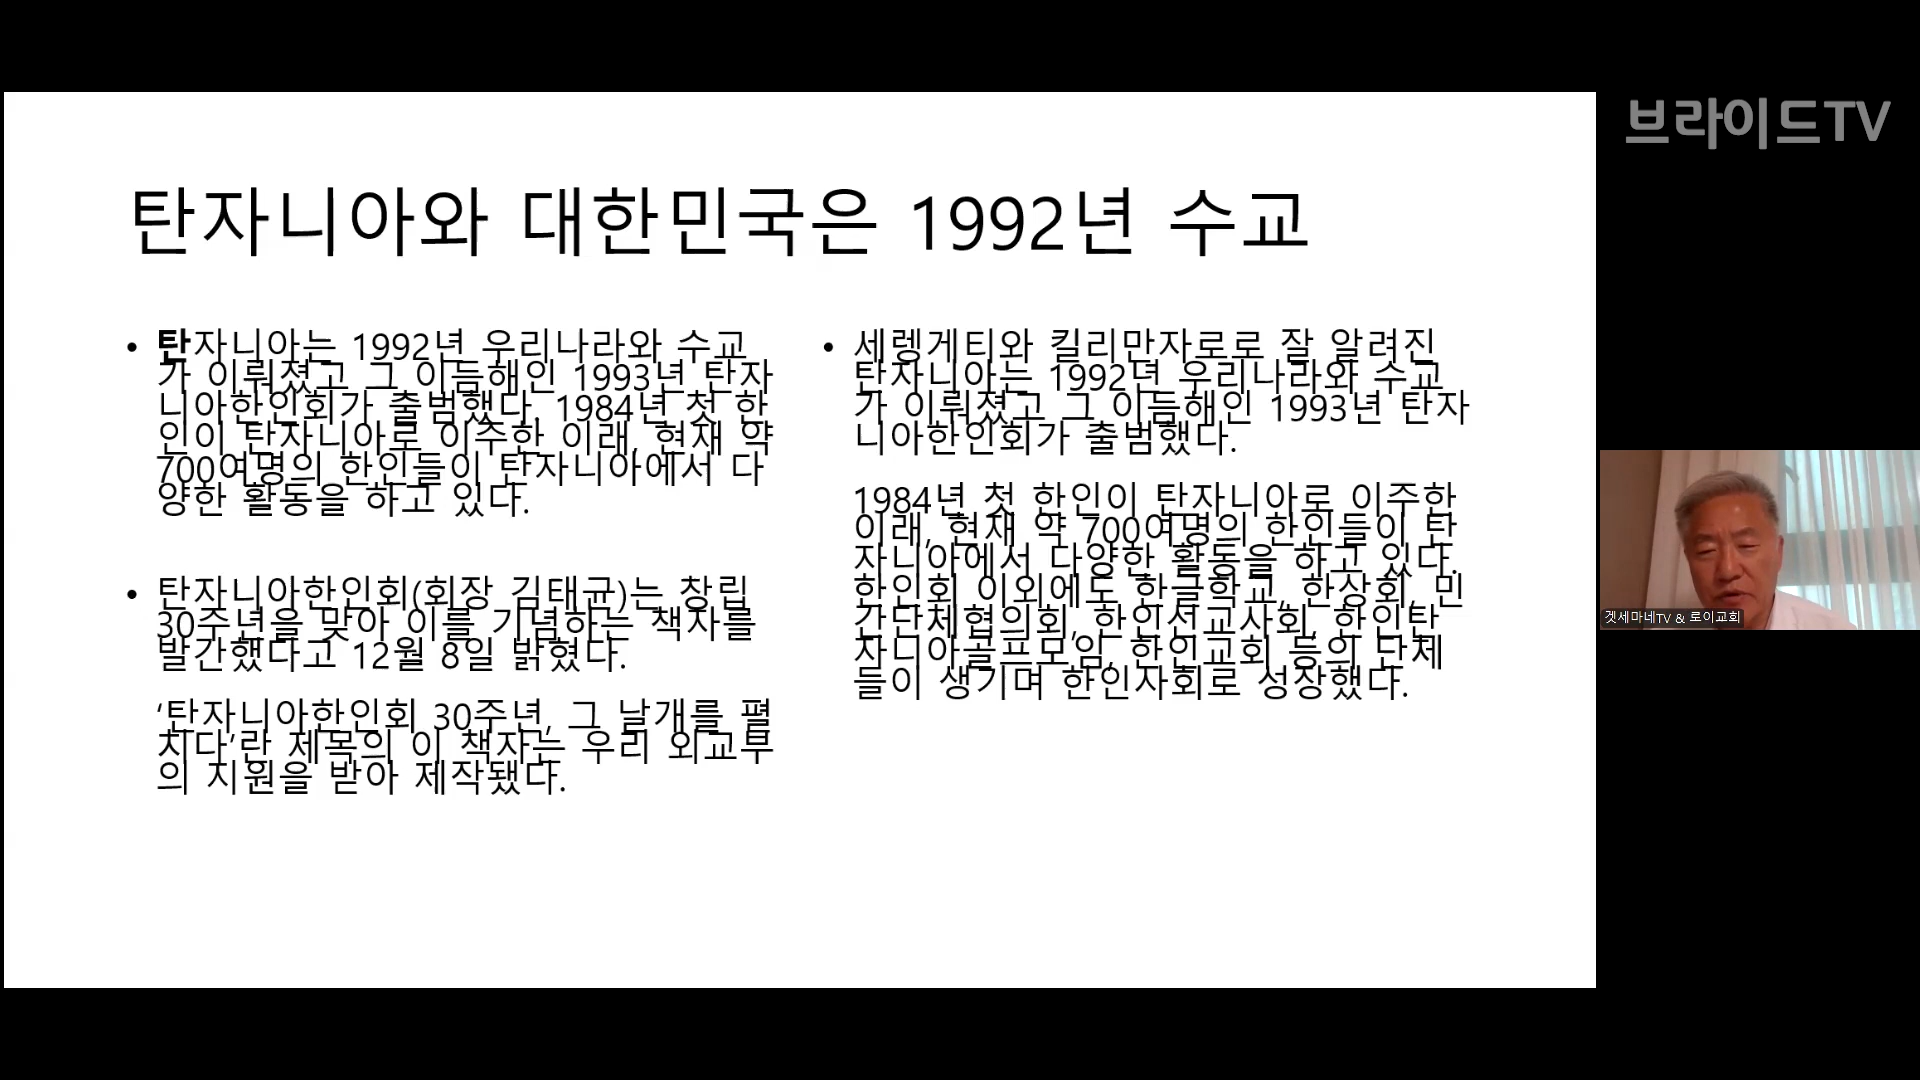 브라이드TV
탄자니아와 대한민국은 1992년 수교
• 탄자니아는 1992년 우리나라와 수교
가 이뤄졌고 그 이듬해인 1993년 탄자
니아한인회가 출범했다. 1984년 첫 한
인이 탄자니아로 이주한 이래, 현재 약
700여명의 한인들이 탄자니아에서 다
양한 활동을 하고 있다.
• 탄자니아한인회(회장 김태균)는 창립
30주년을 맞아 이를 기념하는 책자를
발간했다고 12월 8일 밝혔다.
‘탄자니아한인회 30주년, 그 날개를 펼
치다’란 제목의 이 책자는 우리 외교부
의 지원을 받아 제작됐다.
• 세렝게티와 킬리만자로로 잘 알려진
탄자니아는 1992년 우리나라와 수교
가 이뤄졌고 그 이듬해인 1993년 탄자
니아한인회가 출범했다.
1984년 첫 한인이 탄자니아로 이주한
이래, 현재 약 700여명의 한인들이 탄
자니아에서 다양한 활동을 하고 있다.
한인회 이외에도 한글학교, 한상회, 민
간단체협의회, 한인선교사회, 한인탄
자니아골프모임, 한인교회 등의 단체
들이 생기며 한인사회로 성장했다.
겟세마네TV & 로이교회